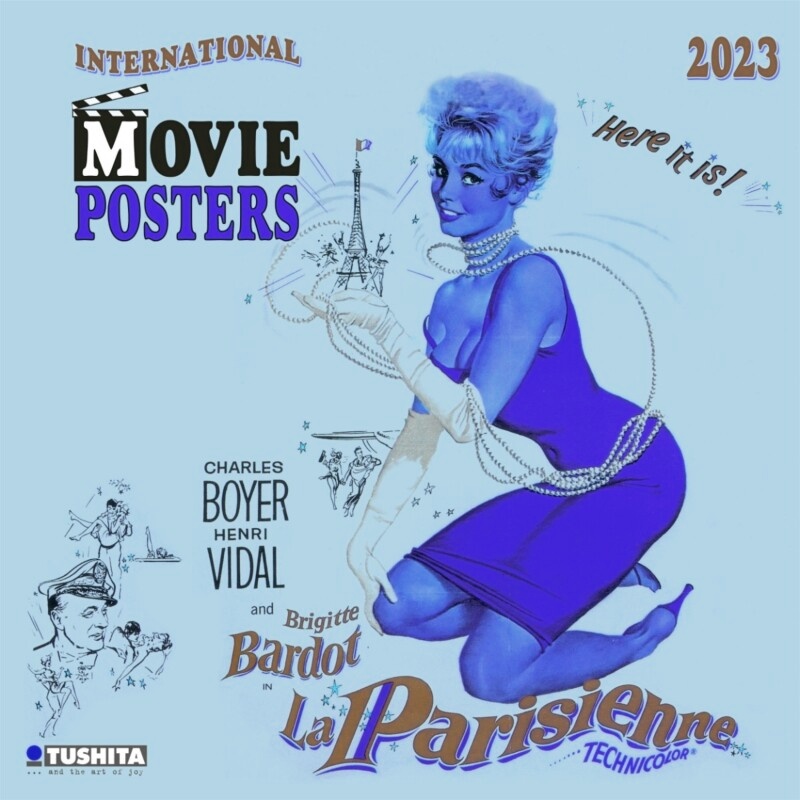 INTERNATIONAL
2023
MOVIE
POSTERS
Here it is!
CHARLES
BOYER
HENRI
VIDAL
and Brigitte
Bardot
IN
La Parisienne
TECHNICOLOR®
TUSHITA
... and the art of joy